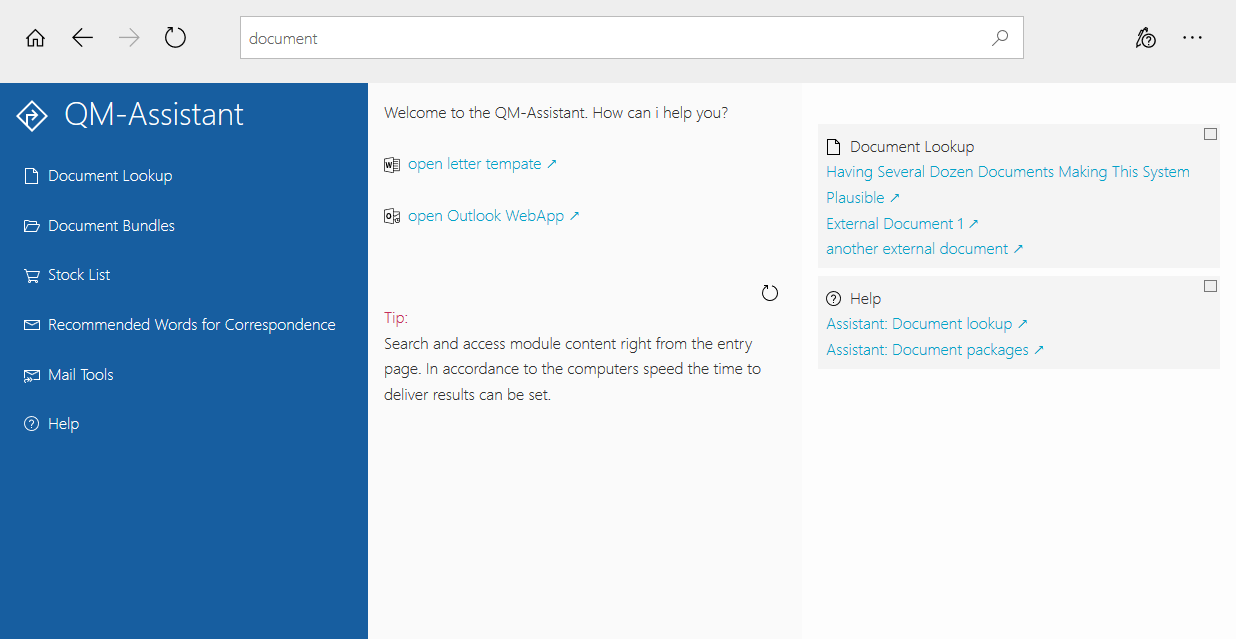 document
QM-Assistant
Document Lookup
Document Bundles
Stock List
Recommended Words for Correspondence
Mail Tools
Help
Welcome to the QM-Assistant. How can i help you?
open letter tempate ↗
open Outlook WebApp ↗
Tip:
Search and access module content right from the entry
page. In accordance to the computers speed the time to
deliver results can be set.
Document Lookup
Having Several Dozen Documents Making This System
Plausible ↗
External Document 1 ↗
another external document ↗
Help
Assistant: Document lookup ↗
Assistant: Document packages ↗